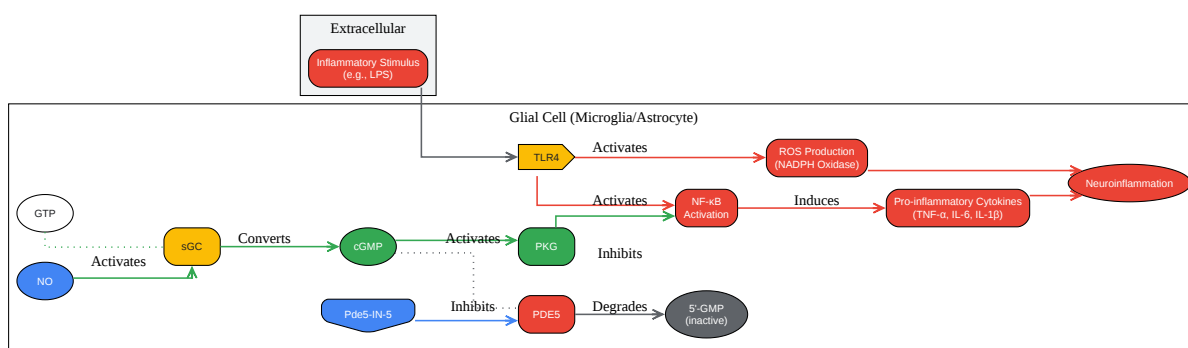 Extracellular
Inflammatory Stimulus
(e.g., LPS)
Glial Cell (Microglia/Astrocyte)
TLR4
Activates
ROS Production
(NADPH Oxidase)
Neuroinflammation
Activates
NF-κB
Activation
Induces
Pro-inflammatory Cytokines
(TNF-α, IL-6, IL-1β)
GTP
sGC
Converts
cGMP
Activates
PKG
Inhibits
Activates
NO
Pde5-IN-5
Inhibits
PDE5
Degrades
5'-GMP
(inactive)